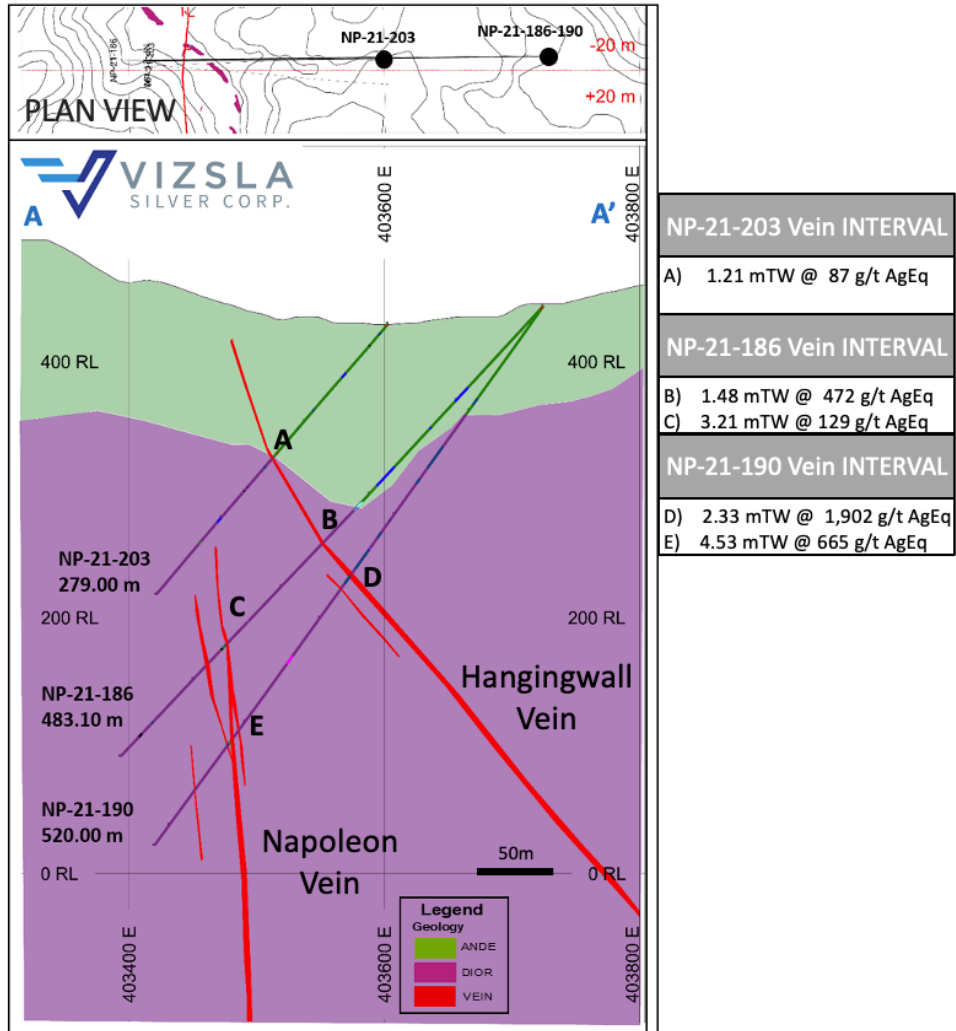 NP-21-203
NP-21-186-190
-20 m
+20 m
NP-21-186
PLAN VIEW
VIZSLA
SILVER CORP.
A
A’
403600 E
403800 E
400 RL
400 RL
A
B
C
D
E
NP-21-203
279.00 m
200 RL
200 RL
NP-21-186
483.10 m
Hangingwall
Vein
NP-21-190
520.00 m
Napoleon
Vein
50m
0 RL
0 RL
403400 E
403600 E
403800 E
Legend
Geology
ANDE
DIOR
VEIN
NP-21-203 Vein INTERVAL
A) 1.21 mTW @ 87 g/t AgEq
NP-21-186 Vein INTERVAL
B) 1.48 mTW @ 472 g/t AgEq
C) 3.21 mTW @ 129 g/t AgEq
NP-21-190 Vein INTERVAL
D) 2.33 mTW @ 1,902 g/t AgEq
E) 4.53 mTW @ 665 g/t AgEq